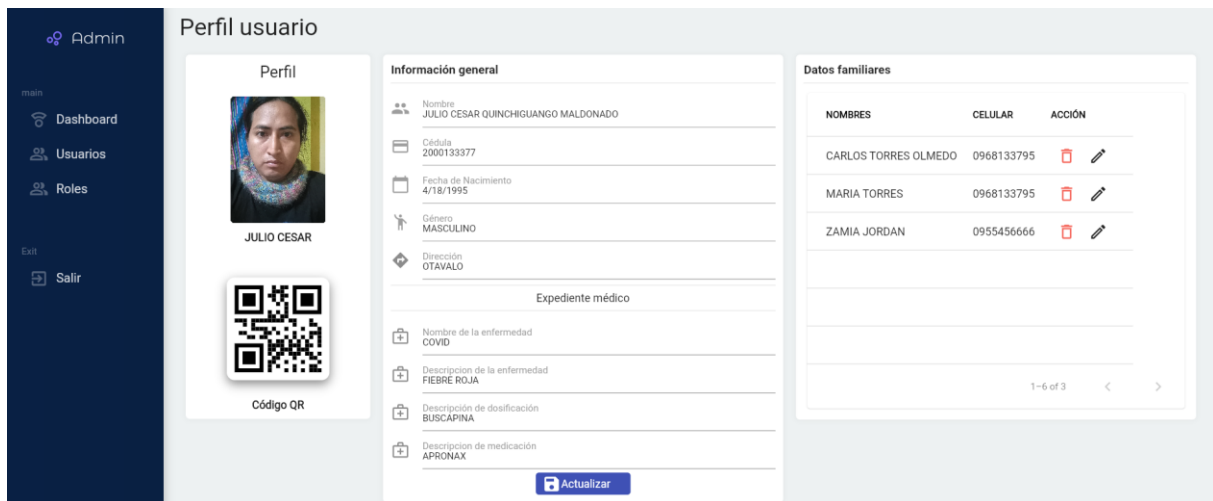 Admin
main
Dashboard
Usuarios
Roles
Exit
Salir
Perfil usuario
Perfil
JULIO CESAR
Código QR
Información general
Nombre
JULIO CESAR QUINCHIGUANGO MALDONADO
Cédula
2000133377
Fecha de Nacimiento
4/18/1995
Género
MASCULINO
Dirección
OTAVALO
Expediente médico
Nombre de la enfermedad
COVID
Descripcion de la enfermedad
FIEBRE ROJA
Descripción de dosificación
BUSCAPINA
Descripcion de medicación
APRONAX
Actualizar
Datos familiares
NOMBRES CELULAR ACCIÓN
CARLOS TORRES OLMEDO 0968133795
MARIA TORRES 0968133795
ZAMIA JORDAN 0955456666
1–6 of 3